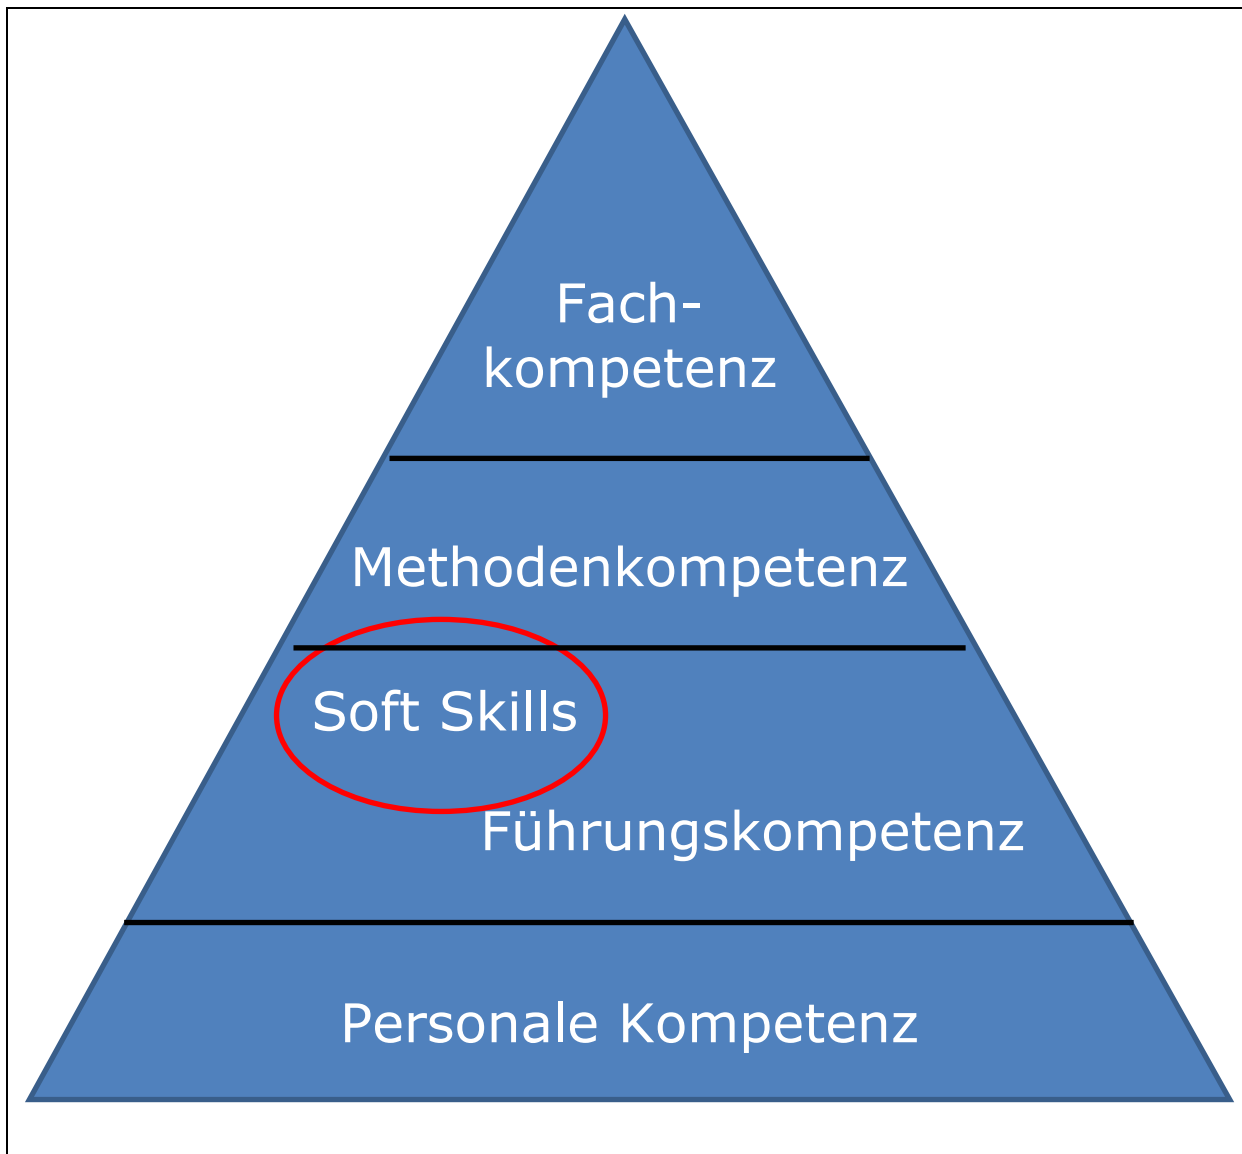 Fach-
kompetenz
Methodenkompetenz
Soft Skills
Führungskompetenz
Personale Kompetenz